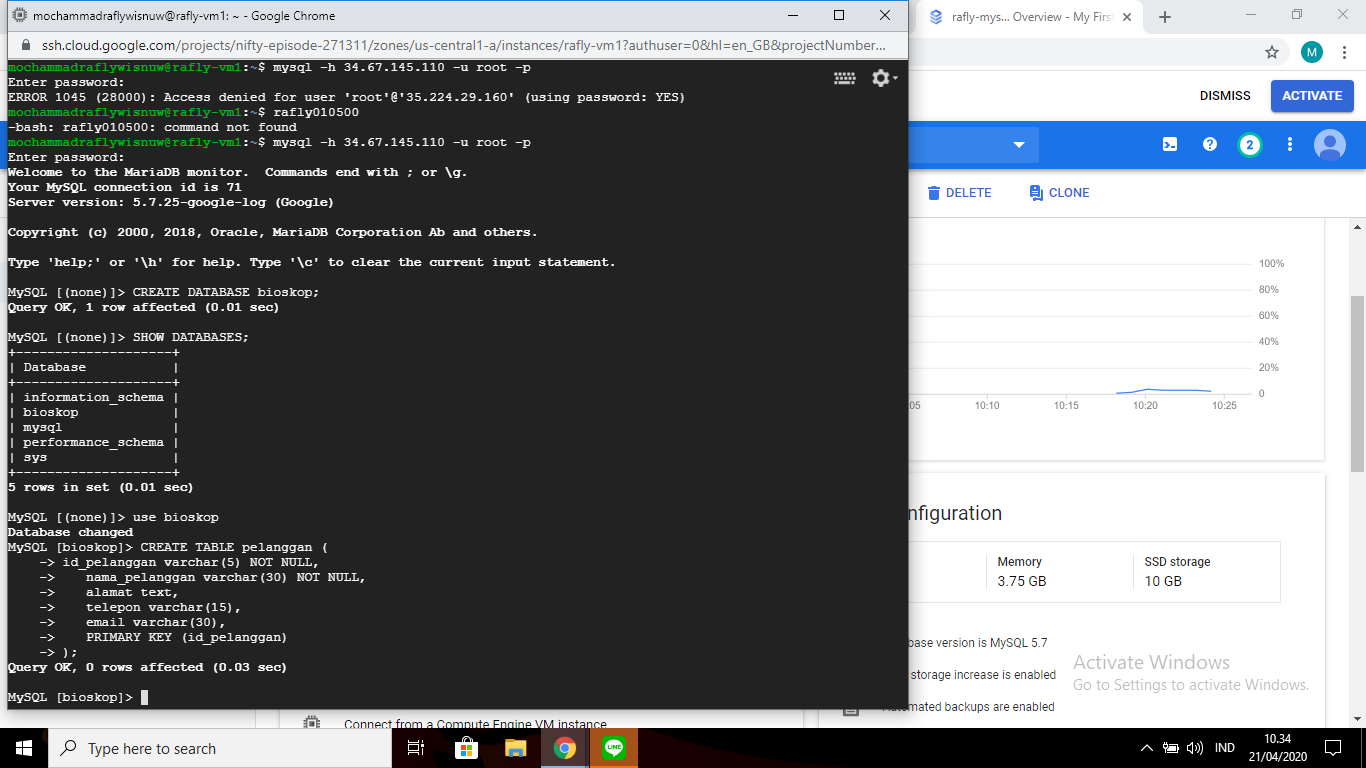 mochammadraflywisnuw@rafly-vm1: ~ - Google Chrome
ssh.cloud.google.com/projects/nifty-episode-271311/zones/us-central1-a/instances/rafly-vm1?authuser=0&hl=en_GB&projectNumber...
mochammadraflywisnuw@rafly-vm1:~$ mysql -h 34.67.145.110 -u root -p
Enter password:
ERROR 1045 (28000): Access denied for user 'root'@'35.224.29.160' (using password: YES)
mochammadraflywisnuw@rafly-vm1:~$ rafly010500
-bash: rafly010500: command not found
mochammadraflywisnuw@rafly-vm1:~$ mysql -h 34.67.145.110 -u root -p
Enter password:
Welcome to the MariaDB monitor.  Commands end with ; or \g.
Your MySQL connection id is 71
Server version: 5.7.25-google-log (Google)
Copyright (c) 2000, 2018, Oracle, MariaDB Corporation Ab and others.
Type 'help;' or '\h' for help. Type '\c' to clear the current input statement.
MySQL [(none)]> CREATE DATABASE bioskop;
Query OK, 1 row affected (0.01 sec)
MySQL [(none)]> SHOW DATABASES;
+--------------------+
| Database           |
+--------------------+
| information_schema |
| bioskop            |
| mysql              |
| performance_schema |
| sys                |
+--------------------+
5 rows in set (0.01 sec)
MySQL [(none)]> use bioskop
Database changed
MySQL [bioskop]> CREATE TABLE pelanggan (
    -> id_pelanggan varchar(5) NOT NULL,
    ->    nama_pelanggan varchar(30) NOT NULL,
    ->    alamat text,
    ->    telepon varchar(15),
    ->    email varchar(30),
    ->    PRIMARY KEY (id_pelanggan)
    -> );
Query OK, 0 rows affected (0.03 sec)
MySQL [bioskop]>
rafly-mys... Overview - My Firs
M
DISMISS
ACTIVATE
2
DELETE
CLONE
100%
80%
60%
40%
20%
0
:05
10:10
10:15
10:20
10:25
nfiguration
Memory
3.75 GB
SSD storage
10 GB
base version is MySQL 5.7
storage increase is enabled
Automated backups are enabled
Connect from a Compute Engine VM instance
Activate Windows
Go to Settings to activate Windows.
Type here to search
LINE
IND
10.34
21/04/2020